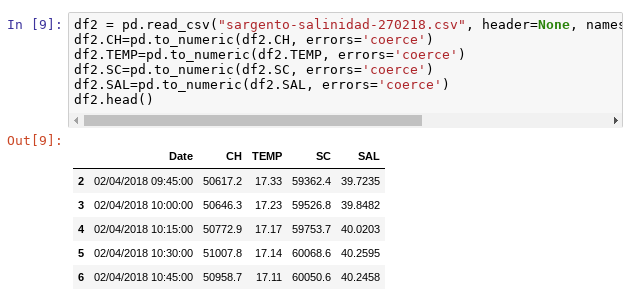 In [9]: df2 = pd.read_csv("sargento-salinidad-270218.csv", header=None, names
df2.CH=pd.to_numeric(df2.CH, errors='coerce')
df2.TEMP=pd.to_numeric(df2.TEMP, errors='coerce')
df2.SC=pd.to_numeric(df2.SC, errors='coerce')
df2.SAL=pd.to_numeric(df2.SAL, errors='coerce')
df2.head()
Out[9]:
Date CH TEMP SC SAL
2 02/04/2018 09:45:00 50617.2 17.33 59362.4 39.7235
3 02/04/2018 10:00:00 50646.3 17.23 59526.8 39.8482
4 02/04/2018 10:15:00 50772.9 17.17 59753.7 40.0203
5 02/04/2018 10:30:00 51007.8 17.14 60068.6 40.2595
6 02/04/2018 10:45:00 50958.7 17.11 60050.6 40.2458